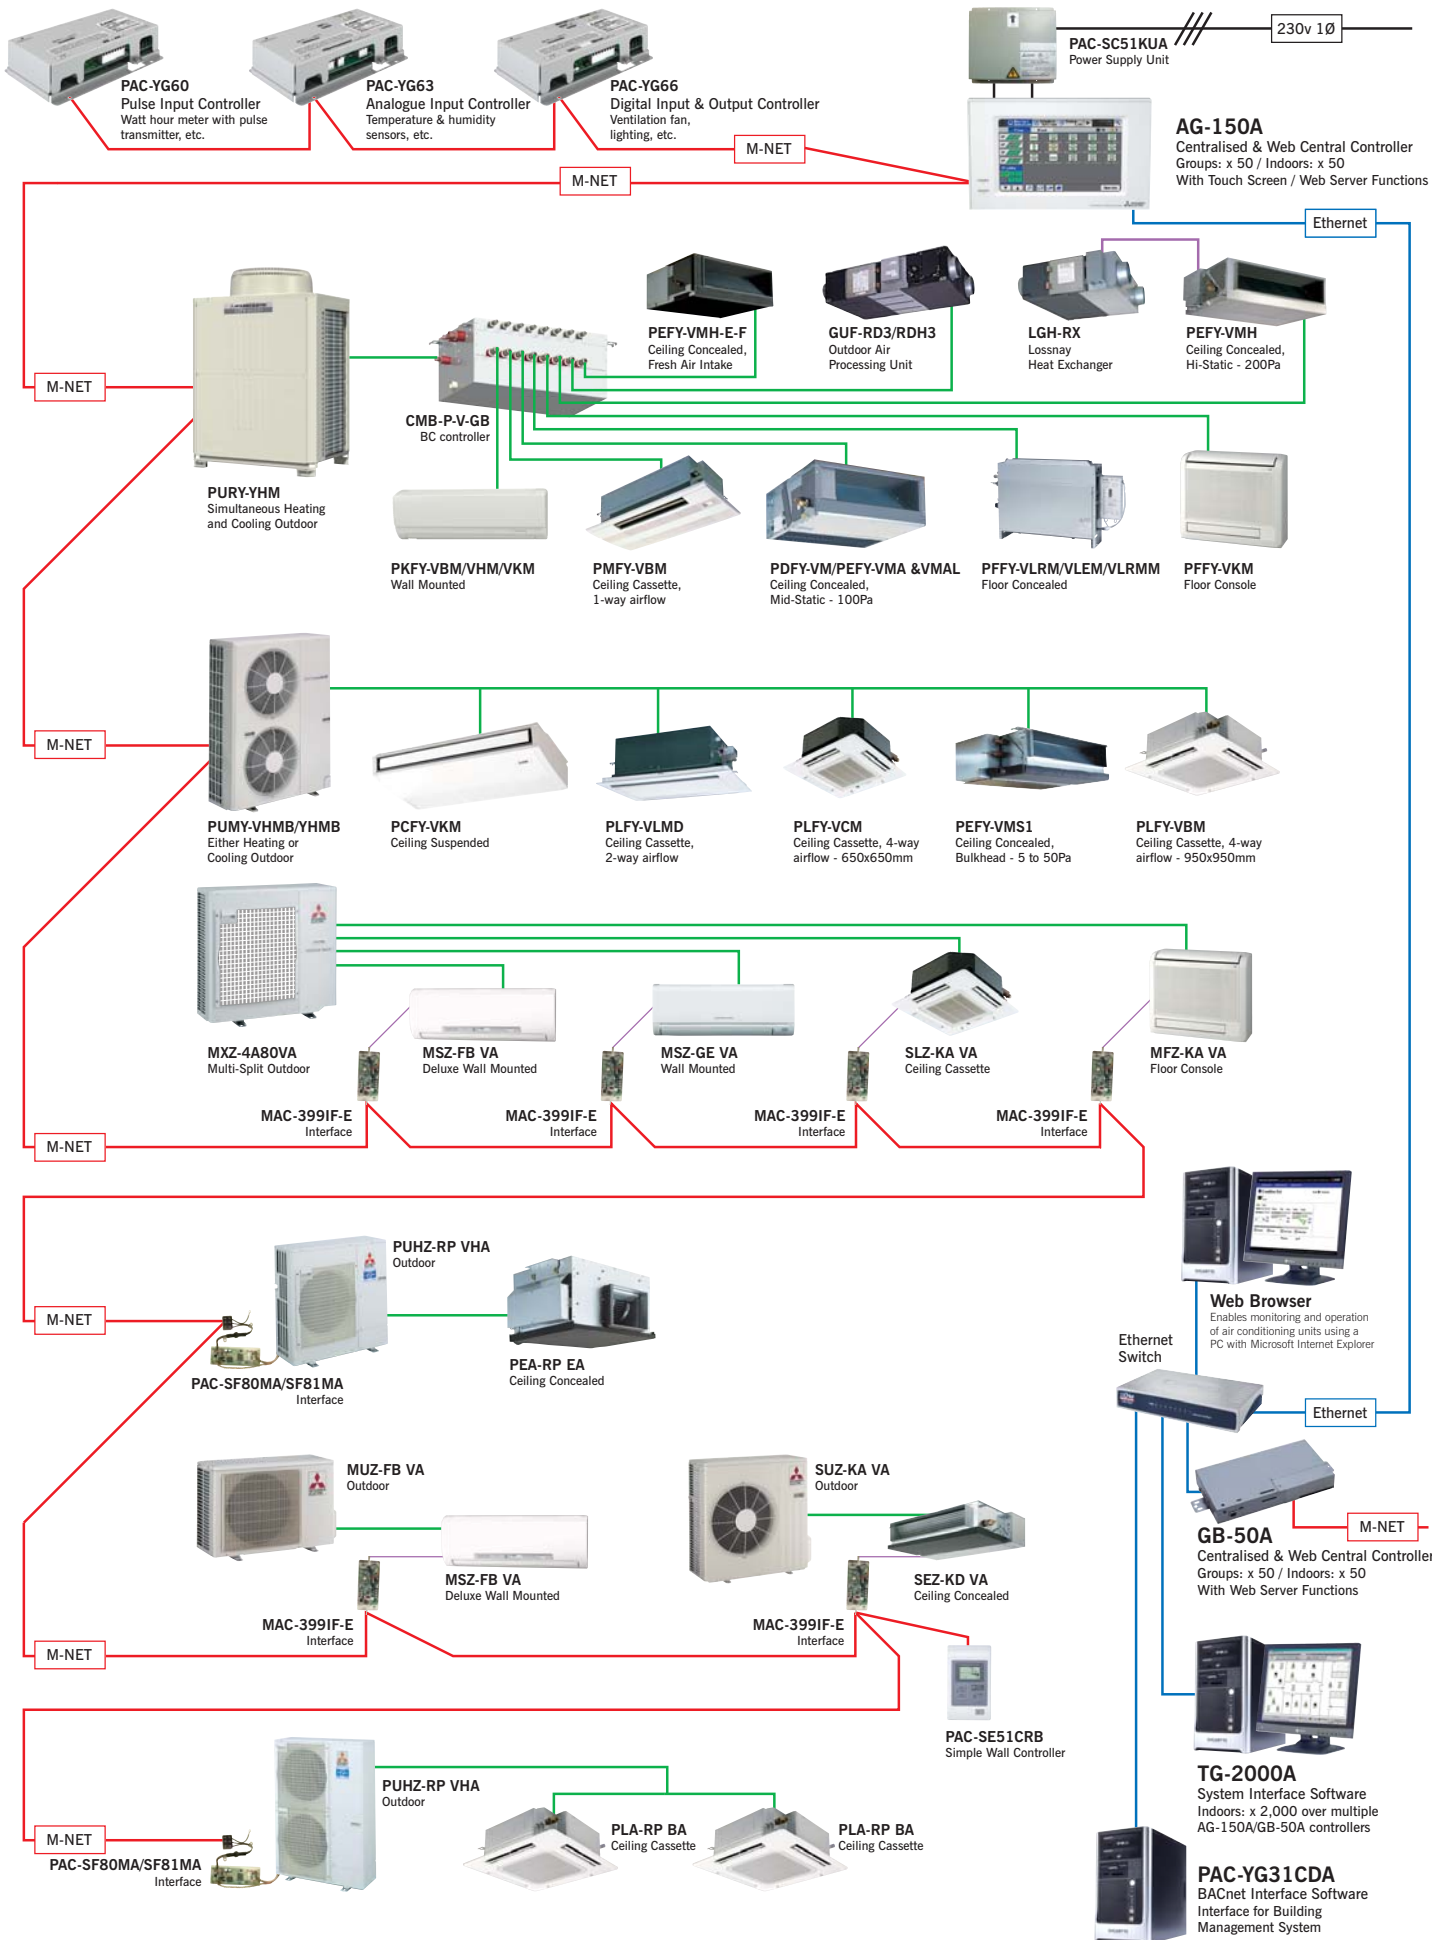 PAC-YG60
Pulse Input Controller
Watt hour meter with pulse
transmitter, etc.
PAC-YG63
Analogue Input Controller
Temperature & humidity
sensors, etc.
PAC-YG66
Digital Input & Output Controller
Ventilation fan,
lighting, etc.
M-NET
M-NET
PAC-SC51KUA
Power Supply Unit
230v 1Ø
AG-150A
Centralised & Web Central Controller
Groups: x 50 / Indoors: x 50
With Touch Screen / Web Server Functions
Ethernet
M-NET
PURY-YHM
Simultaneous Heating
and Cooling Outdoor
CMB-P-V-GB
BC controller
PEFY-VMH-E-F
Ceiling Concealed,
Fresh Air Intake
GUF-RD3/RDH3
Outdoor Air
Processing Unit
LGH-RX
Lossnay
Heat Exchanger
PEFY-VMH
Ceiling Concealed,
Hi-Static - 200Pa
PKFY-VBM/VHM/VKM
Wall Mounted
PMFY-VBM
Ceiling Cassette,
1-way airflow
PDFY-VM/PEFY-VMA &VMAL
Ceiling Concealed,
Mid-Static - 100Pa
PFFY-VLRM/VLEM/VLRMM
Floor Concealed
PFFY-VKM
Floor Console
M-NET
PUMY-VHMB/YHMB
Either Heating or
Cooling Outdoor
PCFY-VKM
Ceiling Suspended
PLFY-VLMD
Ceiling Cassette,
2-way airflow
PLFY-VCM
Ceiling Cassette, 4-way
airflow - 650x650mm
PEFY-VMS1
Ceiling Concealed,
Bulkhead - 5 to 50Pa
PLFY-VBM
Ceiling Cassette, 4-way
airflow - 950x950mm
MXZ-4A80VA
Multi-Split Outdoor
MSZ-FB VA
Deluxe Wall Mounted
MSZ-GE VA
Wall Mounted
SLZ-KA VA
Ceiling Cassette
MFZ-KA VA
Floor Console
MAC-399IF-E
Interface
MAC-399IF-E
Interface
MAC-399IF-E
Interface
MAC-399IF-E
Interface
M-NET
M-NET
PUHZ-RP VHA
Outdoor
PAC-SF80MA/SF81MA
Interface
PEA-RP EA
Ceiling Concealed
Web Browser
Enables monitoring and operation
of air conditioning units using a
PC with Microsoft Internet Explorer
Ethernet
Switch
Ethernet
MUZ-FB VA
Outdoor
MSZ-FB VA
Deluxe Wall Mounted
SUZ-KA VA
Outdoor
SEZ-KD VA
Ceiling Concealed
MAC-399IF-E
Interface
MAC-399IF-E
Interface
M-NET
M-NET
GB-50A
Centralised & Web Central Controller
Groups: x 50 / Indoors: x 50
With Web Server Functions
PAC-SE51CRB
Simple Wall Controller
TG-2000A
System Interface Software
Indoors: x 2,000 over multiple
AG-150A/GB-50A controllers
M-NET
PUHZ-RP VHA
Outdoor
PAC-SF80MA/SF81MA
Interface
PLA-RP BA
Ceiling Cassette
PLA-RP BA
Ceiling Cassette
PAC-YG31CDA
BACnet Interface Software
Interface for Building
Management System